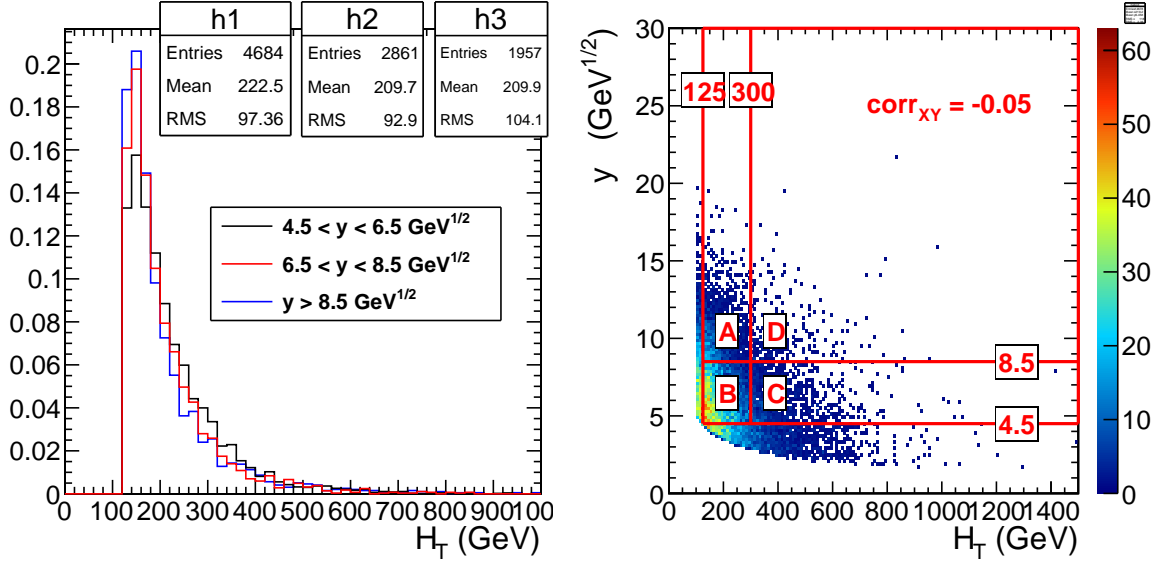 h1
Entries 4684
Mean 222.5
RMS 97.36
h2
Entries 2861
Mean 209.7
RMS 92.9
h3
Entries 1957
Mean 209.9
RMS 104.1
0.2
0.18
0.16
0.14
0.12
0.1
0.08
0.06
0.04
0.02
0
4.5 < y < 6.5 GeV1/2
6.5 < y < 8.5 GeV1/2
y > 8.5 GeV1/2
0 100 200 300 400 500 600 700 800 900 1000
HT (GeV)
y (GeV1/2)
30
25
20
15
10
5
0
125 300
corrXY = -0.05
A D
8.5
B C
4.5
0 200 400 600 800 1000 1200 1400
HT (GeV)
60
50
40
30
20
10
0